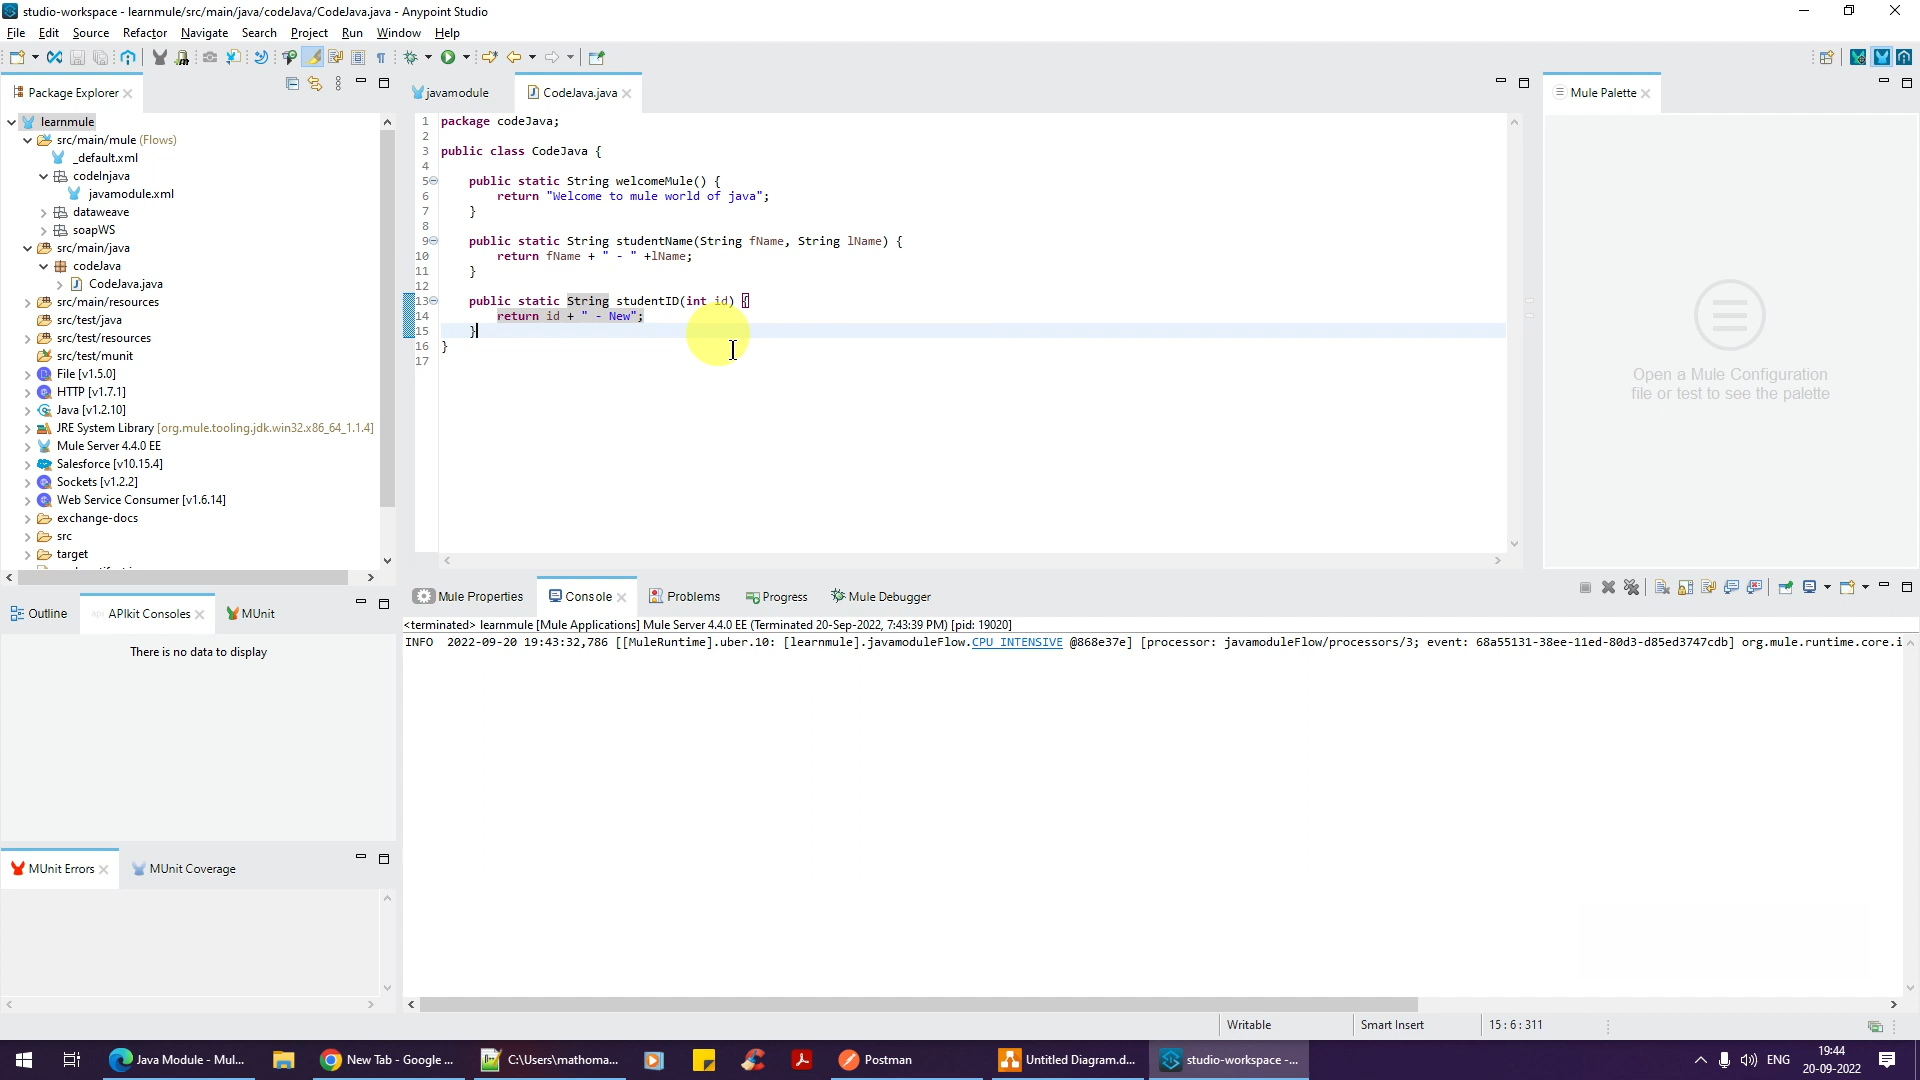 studio-workspace - learnmule/src/main/java/codeJava/CodeJava.java - Anypoint Studio
File Edit Source Refactor Navigate Search Project Run Window Help
Package Explorer
learnmule
src/main/mule (Flows)
_default.xml
codeInjava
javamodule.xml
dataweave
soapWS
src/main/java
codeJava
CodeJava.java
src/main/resources
src/test/java
src/test/resources
src/test/munit
File [v1.5.0]
HTTP [v1.7.1]
Java [v1.2.10]
JRE System Library [org.mule.tooling.jdk.win32.x86_64_1.1.4]
Mule Server 4.4.0 EE
Salesforce [v10.15.4]
Sockets [v1.2.2]
Web Service Consumer [v1.6.14]
exchange-docs
src
target
javamodule CodeJava.java
1 package codeJava;
2
3 public class CodeJava {
4
5 public static String welcomeMule() {
6 return "Welcome to mule world of java";
7 }
8
9 public static String studentName(String fName, String lName) {
10 return fName + " - " +lName;
11 }
12
13 public static String studentID(int id) {
14 return id + " - New";
15 }
16 }
17
Mule Palette
Open a Mule Configuration
file or test to see the palette
Outline APIkit Consoles MUnit
There is no data to display
MUnit Errors MUnit Coverage
Mule Properties Console Problems Progress Mule Debugger
<terminated> learnmule [Mule Applications] Mule Server 4.4.0 EE (Terminated 20-Sep-2022, 7:43:39 PM) [pid: 19020]
INFO 2022-09-20 19:43:32,786 [[MuleRuntime].uber.10: [learnmule].javamoduleFlow.CPU_INTENSIVE @868e37e] [processor: javamoduleFlow/processors/3; event: 68a55131-38ee-11ed-80d3-d85ed3747cdb] org.mule.runtime.core.i
Writable Smart Insert 15 : 6 : 311
Java Module - Mul... New Tab - Google ... C:\Users\mathoma... Postman Untitled Diagram.d... studio-workspace -...
ENG
19:44
20-09-2022